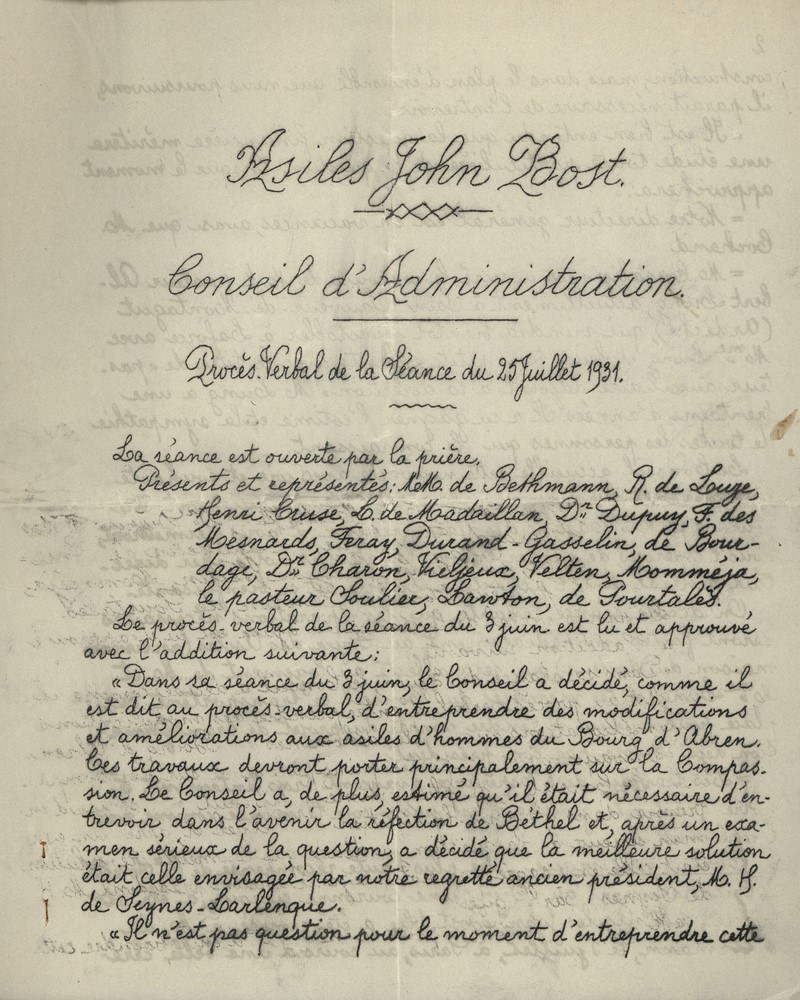 Asiles John Bost.
Conseil d'Administration.
Procès-Verbal de la Séance du 25 Juillet 1931.
La séance est ouverte par la prière.
Présents et représentés: MM. de Bethmann, R. de Luze,
Henri Cruse, L. de Madaillan, Dr Dupuy, F. des
Mesnards, Feray, Durand-Gasselin, de Bour-
dage, Dr Charon, Vieljeux, Velten, Momméja,
le pasteur Soulier, Lawton, de Pourtalès.
Le procès-verbal de la séance du 3 juin est lu et approuvé
avec l'addition suivante:
« Dans sa séance du 3 juin, le Conseil a décidé, comme il
est dit au procès-verbal, d'entreprendre des modifications
et améliorations aux asiles d'hommes du Bourg d'Abren.
Ces travaux devront porter principalement sur la Compas-
sion. Le Conseil a, de plus, estimé qu'il était nécessaire d'en-
trevoir dans l'avenir la réfection de Béthel et, après un exa-
men sérieux de la question, a décidé que la meilleure solution
était celle envisagée par notre regretté ancien président, M. H.
de Seynes-Larlenque.
« Il n'est pas question pour le moment d'entreprendre cette